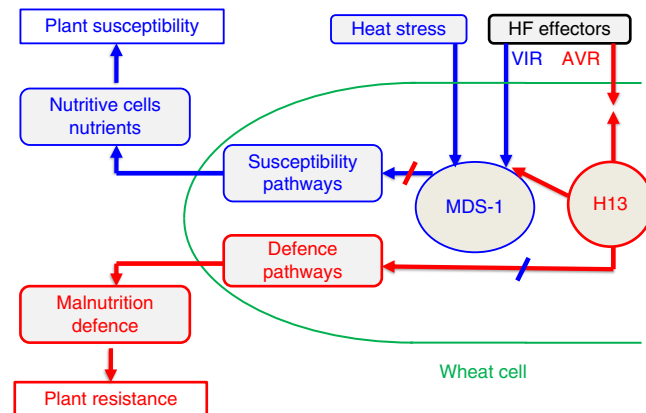 Plant susceptibility
Heat stress
HF effectors
VIR
AVR
Nutritive cells
nutrients
Susceptibility
pathways
MDS-1
H13
Defence
pathways
Malnutrition
defence
Wheat cell
Plant resistance